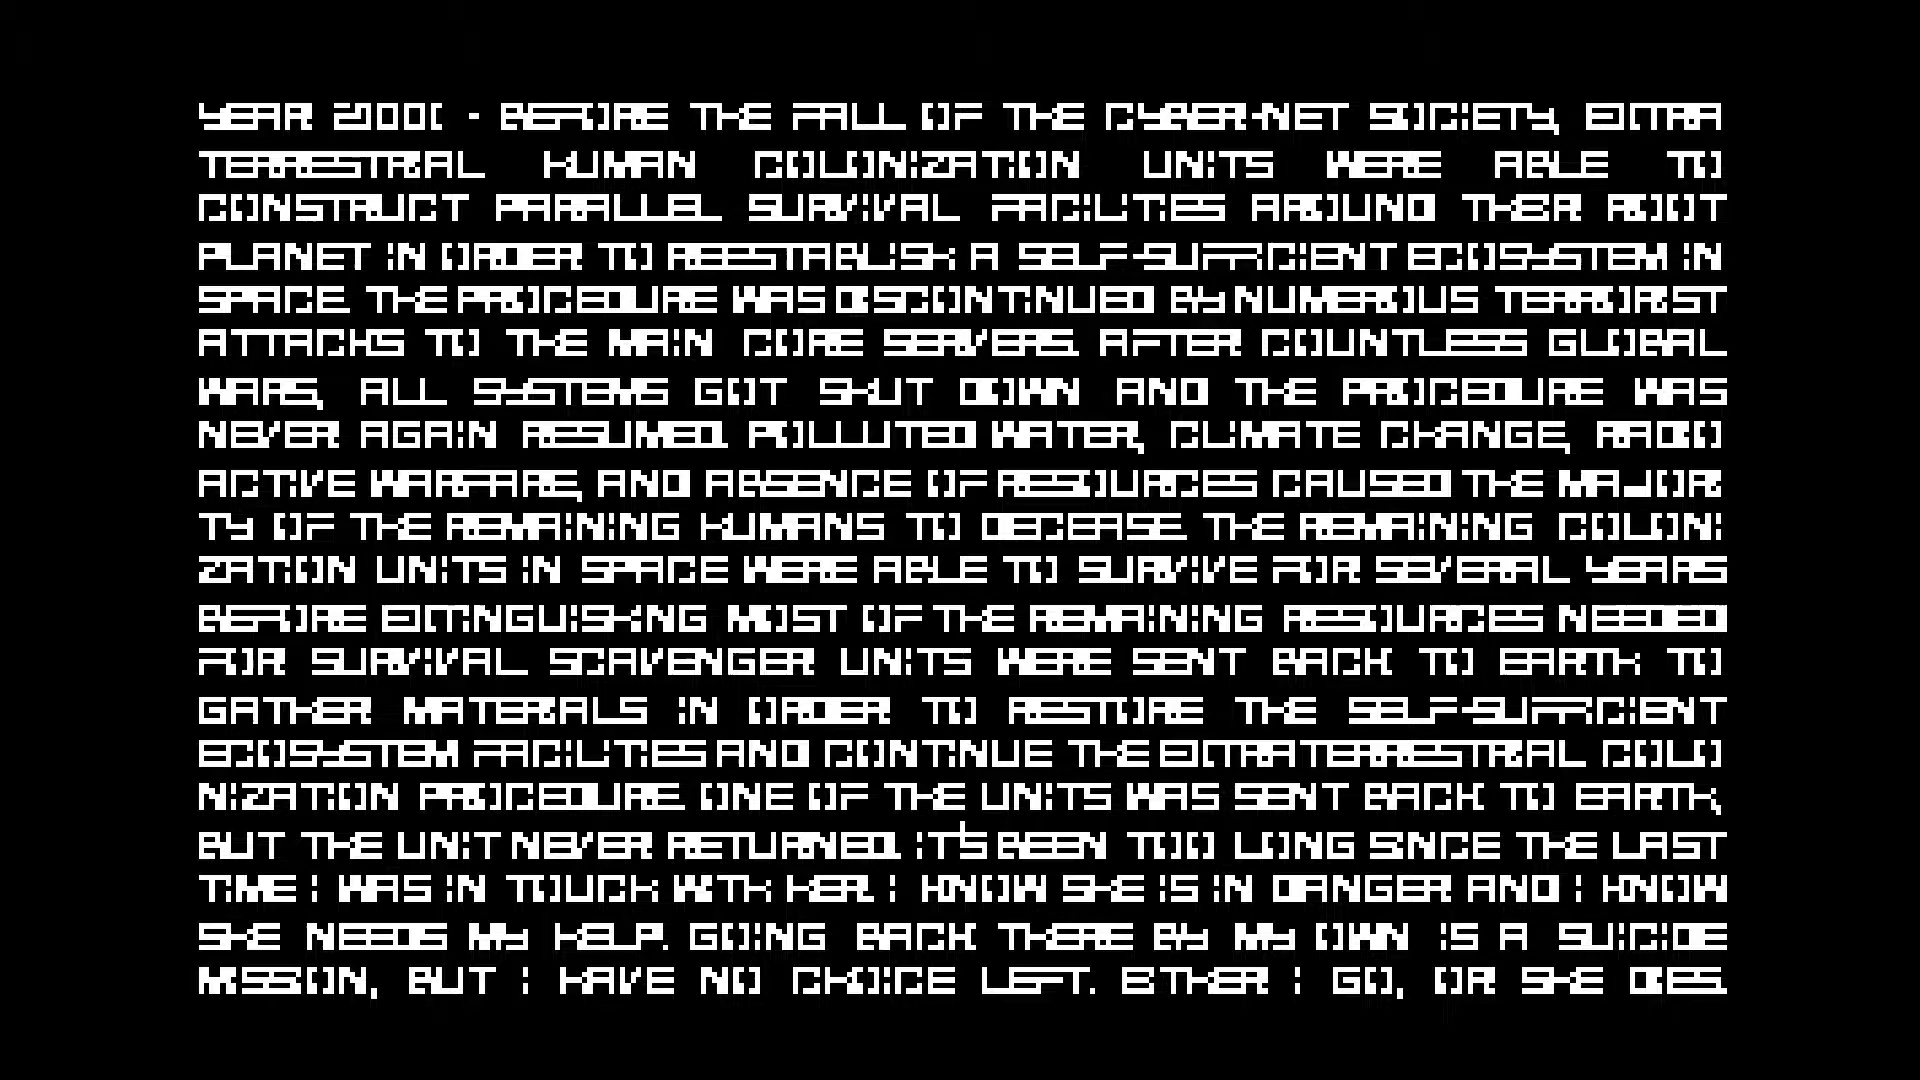 YEAR - BEFORE THE FALL OF THE CYBER-NET SOCIETY, EXTRA
TERRESTRIAL HUMAN COLONIZATION UNITS WERE ABLE TO
CONSTRUCT PARALLEL SURVIVAL FACILITIES AROUND THEIR ROOT
PLANET IN ORDER TO REESTABLISH A SELF-SUFFICIENT ECOSYSTEM IN
SPACE. THE PROCEDURE WAS DISCONTINUED BY NUMEROUS TERRORIST
ATTACKS TO THE MAIN CORE SERVERS. AFTER COUNTLESS GLOBAL
WARS, ALL SYSTEMS GOT SHUT DOWN AND THE PROCEDURE WAS
NEVER AGAIN RESUMED. POLLUTED WATER, CLIMATE CHANGE, RADIO
ACTIVE WARFARE, AND ABSENCE OF RESOURCES CAUSED THE MAJORI
TY OF THE REMAINING HUMANS TO DECEASE. THE REMAINING COLONI
ZATION UNITS IN SPACE WERE ABLE TO SURVIVE FOR SEVERAL YEARS
BEFORE EXTINGUISHING MOST OF THE REMAINING RESOURCES NEEDED
FOR SURVIVAL. SCAVENGER UNITS WERE SENT BACK TO EARTH TO
GATHER MATERIALS IN ORDER TO RESTORE THE SELF-SUFFICIENT
ECOSYSTEM FACILITIES AND CONTINUE THE EXTRATERRESTRIAL COLO
NIZATION PROCEDURE. ONE OF THE UNITS WAS SENT BACK TO EARTH,
BUT THE UNIT NEVER RETURNED. IT'S BEEN TOO LONG SINCE THE LAST
TIME I WAS IN TOUCH WITH HER. I KNOW SHE IS IN DANGER AND I KNOW
SHE NEEDS MY HELP. GOING BACK THERE BY MY OWN IS A SUICIDE
MISSION, BUT I HAVE NO CHOICE LEFT. EITHER I GO, OR SHE DIES.